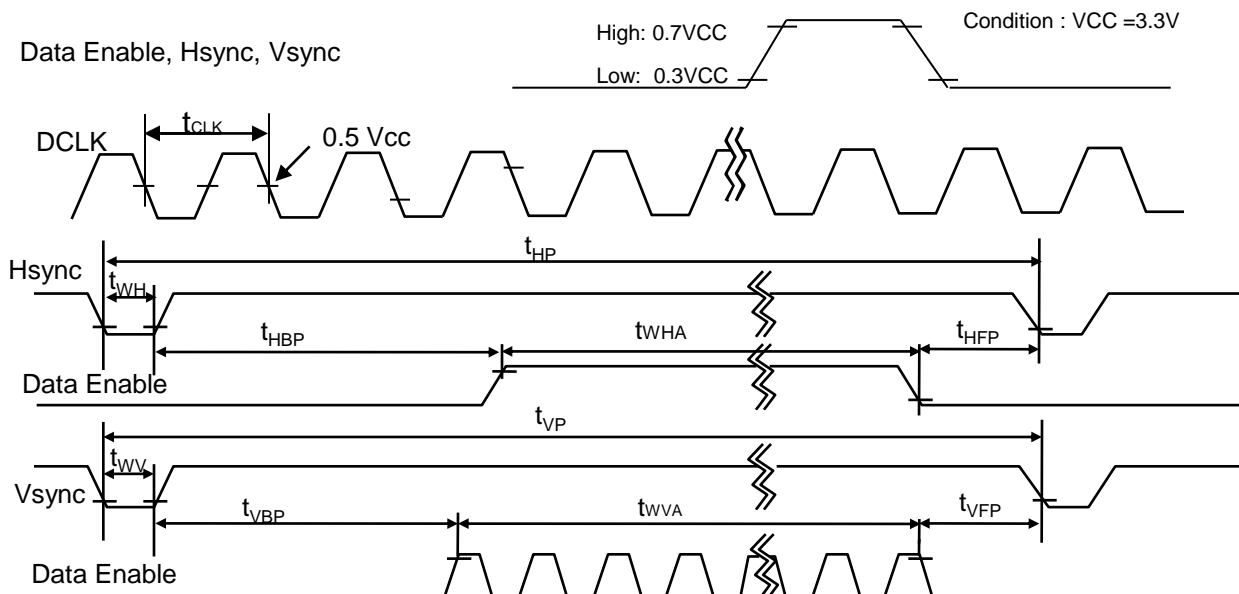 High: 0.7VCC
Condition : VCC =3.3V
Data Enable, Hsync, Vsync
Low: 0.3VCC
tCLK
DCLK
0.5 Vcc
tHP
Hsync
tWH
tHBP
tWHA
tHFP
Data Enable
tVP
tWV
Vsync
tVBP
tWVA
tVFP
Data Enable